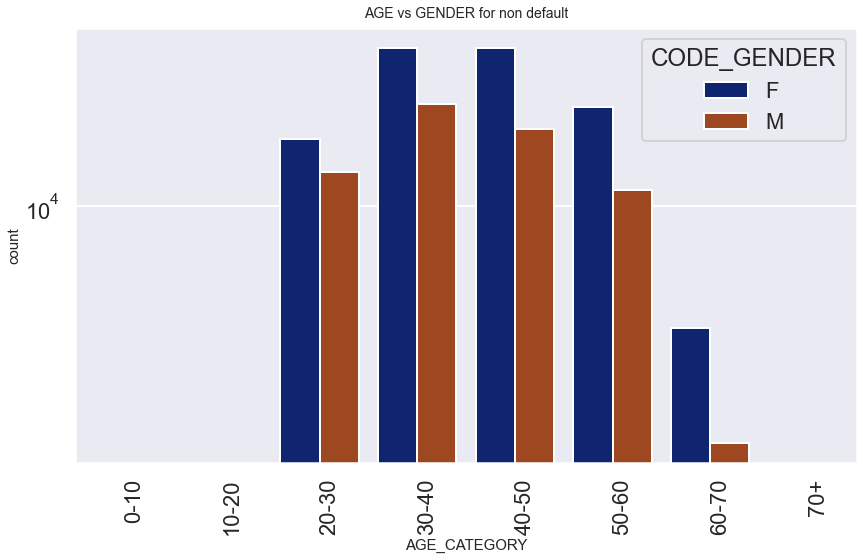 AGE vs GENDER for non default
CODE_GENDER
F
M
10^4
count
0-10
10-20
20-30
30-40
40-50
50-60
60-70
70+
AGE_CATEGORY